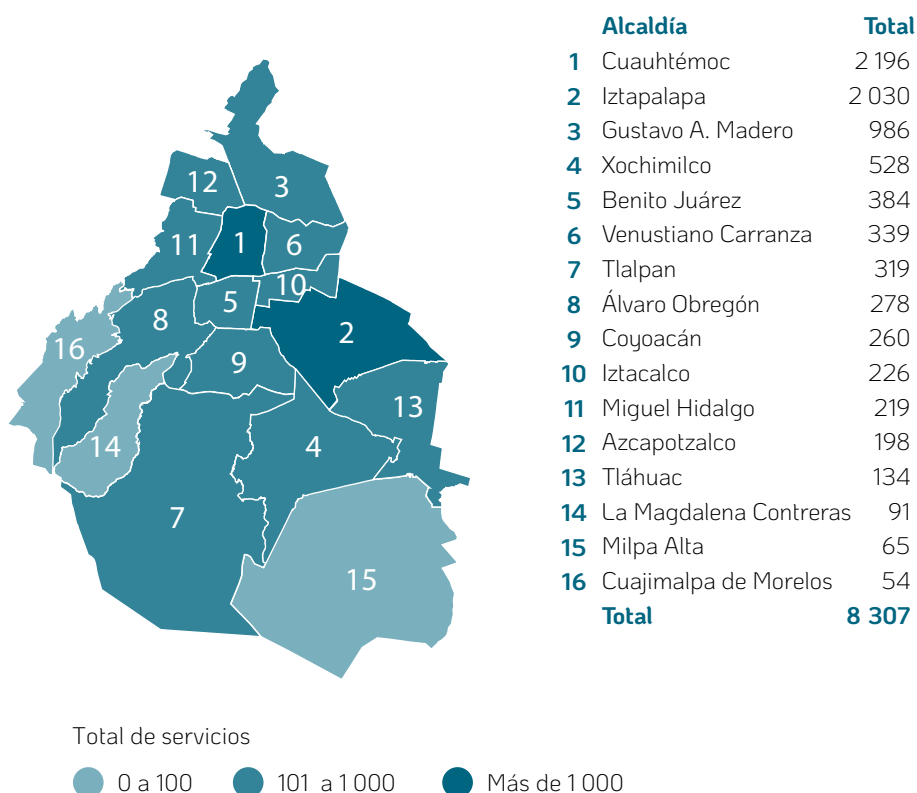 Alcaldía Total
1 Cuauhtémoc 2 196
2 Iztapalapa 2 030
3 Gustavo A. Madero 986
4 Xochimilco 528
5 Benito Juárez 384
6 Venustiano Carranza 339
7 Tlalpan 319
8 Álvaro Obregón 278
9 Coyoacán 260
10 Iztacalco 226
11 Miguel Hidalgo 219
12 Azcapotzalco 198
13 Tláhuac 134
14 La Magdalena Contreras 91
15 Milpa Alta 65
16 Cuajimalpa de Morelos 54
Total 8 307
12
3
11
1
6
10
5
8
2
16
9
13
14
4
7
15
Total de servicios
0 a 100 101 a 1 000 Más de 1 000